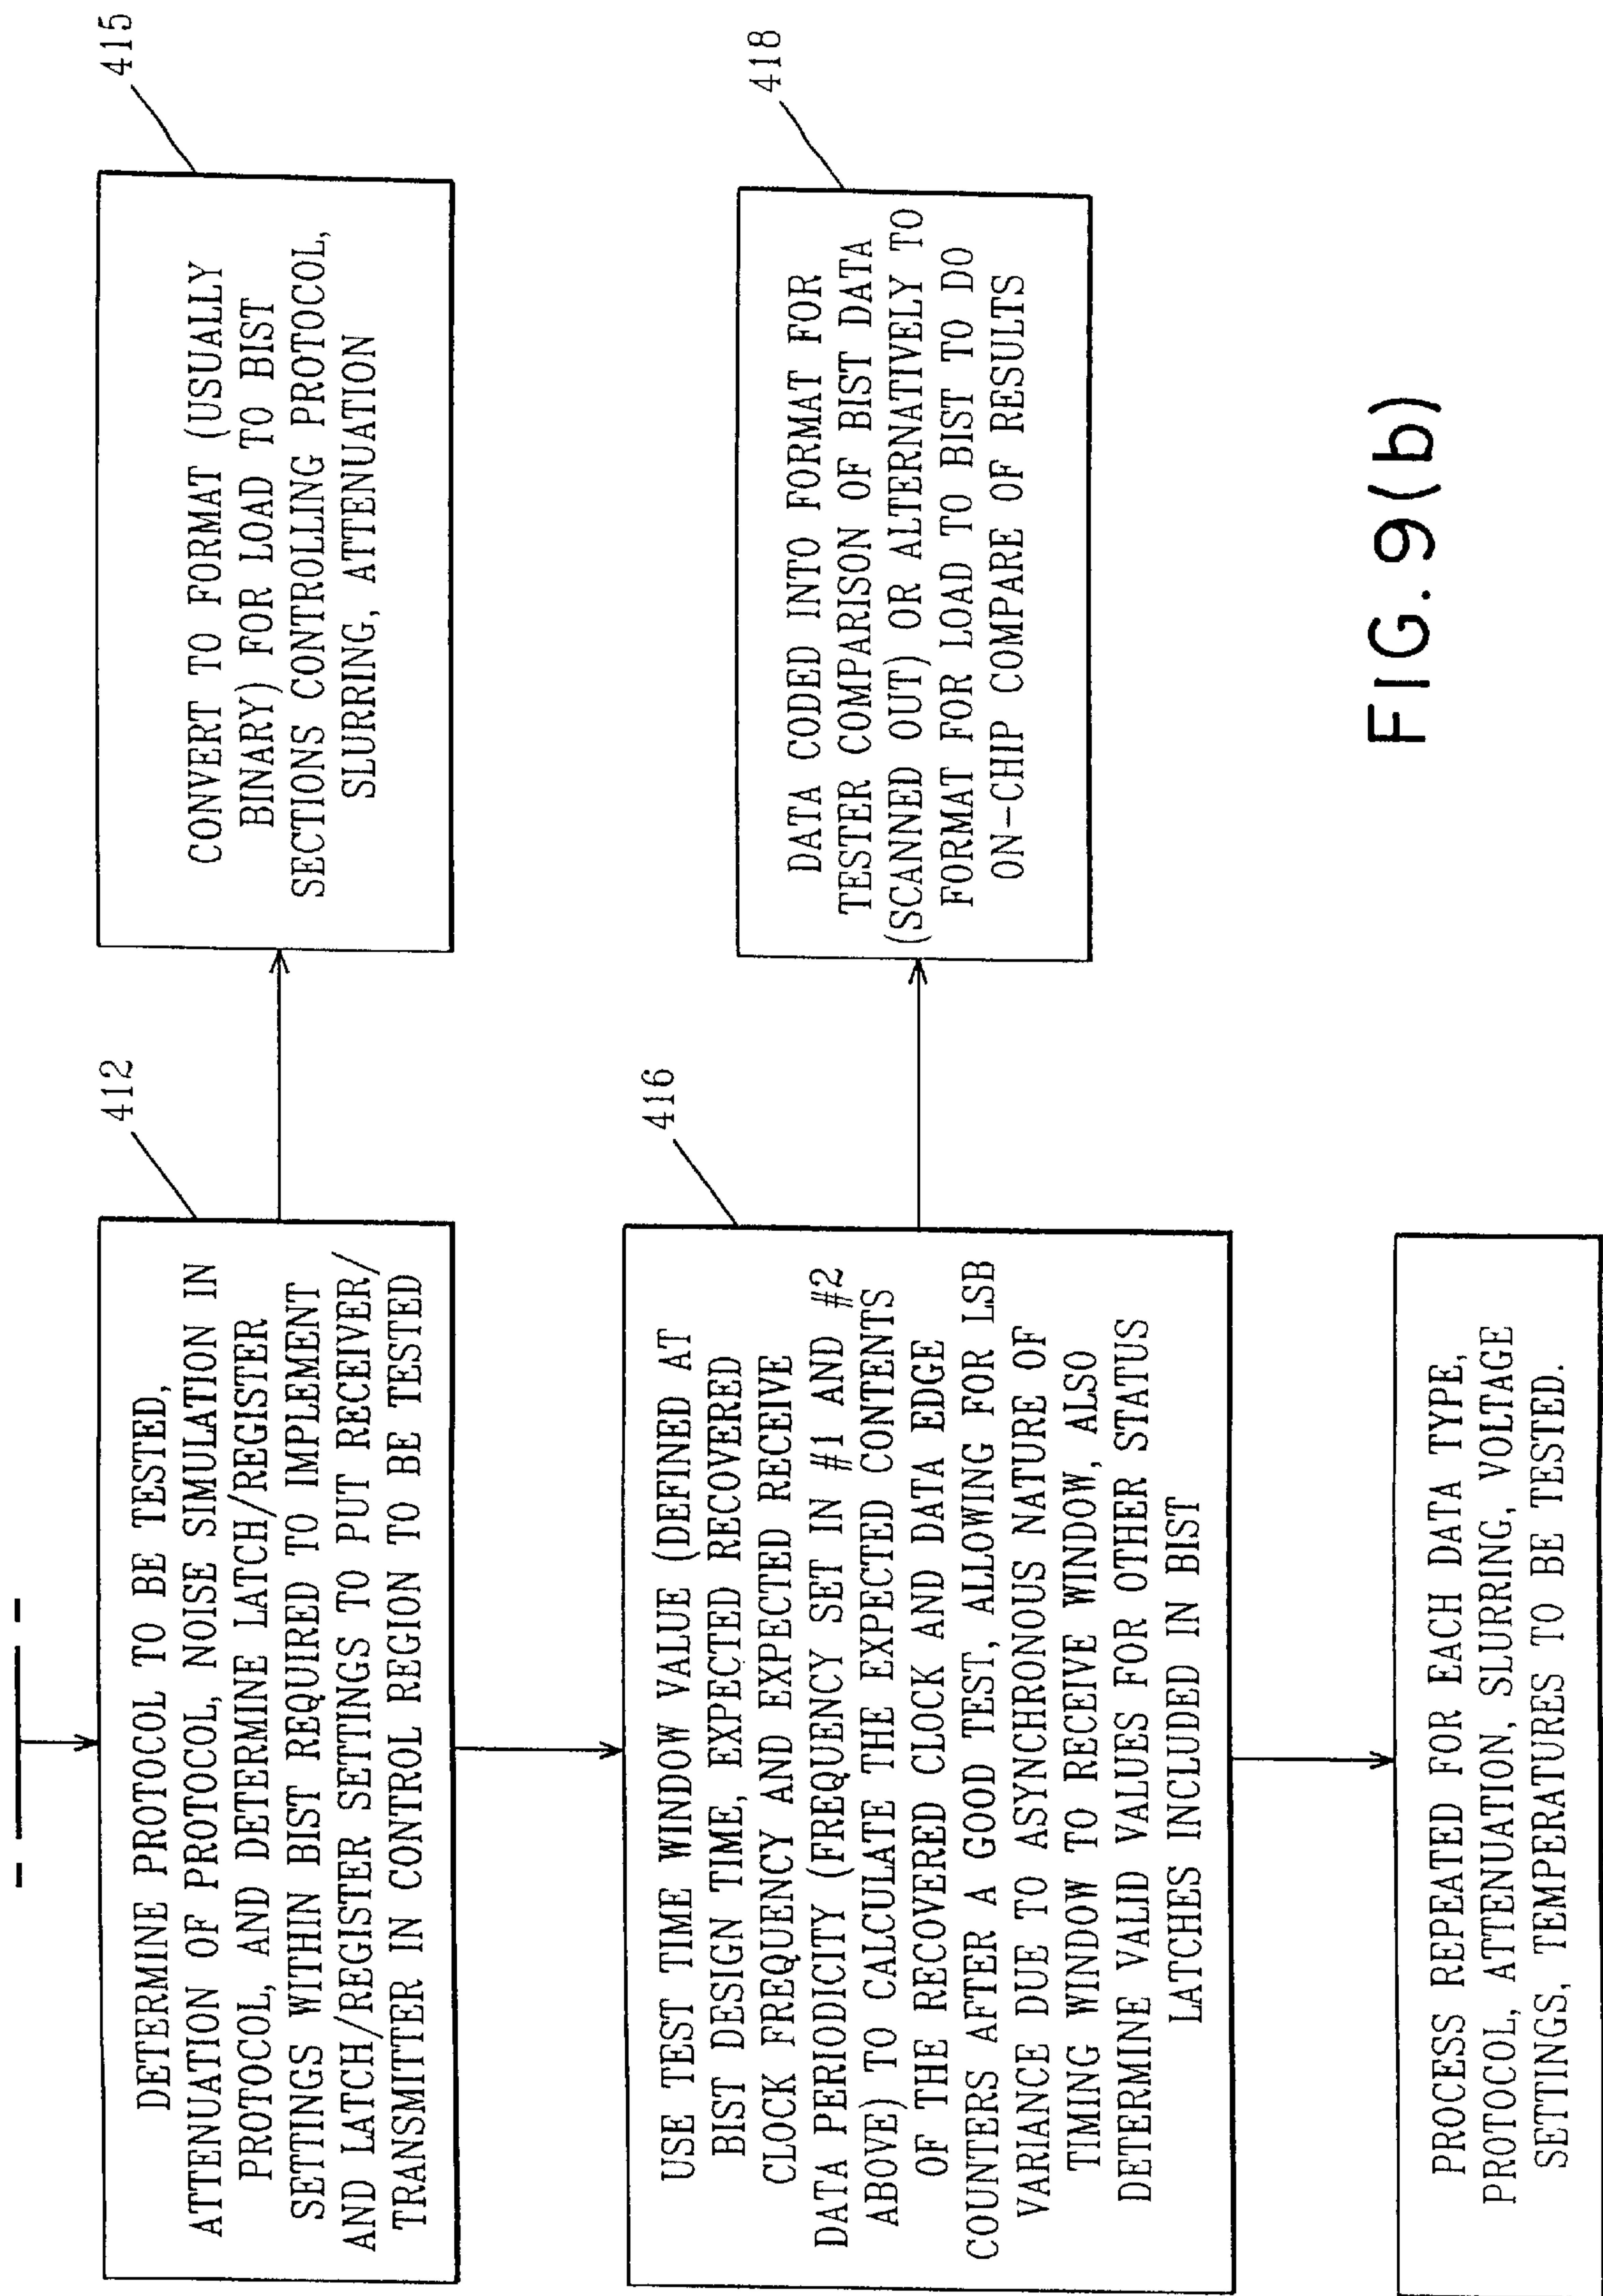 412
DETERMINE PROTOCOL TO BE TESTED,
ATTENUATION OF PROTOCOL, NOISE SIMULATION IN
PROTOCOL, AND DETERMINE LATCH/REGISTER
SETTINGS WITHIN BIST REQUIRED TO IMPLEMENT
AND LATCH/REGISTER SETTINGS TO PUT RECEIVER/
TRANSMITTER IN CONTROL REGION TO BE TESTED
415
CONVERT TO FORMAT (USUALLY
BINARY) FOR LOAD TO BIST
SECTIONS CONTROLLING PROTOCOL,
SLURRING, ATTENUATION
416
USE TEST TIME WINDOW VALUE (DEFINED AT
BIST DESIGN TIME, EXPECTED RECOVERED
CLOCK FREQUENCY AND EXPECTED RECEIVE
DATA PERIODICITY (FREQUENCY SET IN #1 AND #2
ABOVE) TO CALCULATE THE EXPECTED CONTENTS
OF THE RECOVERED CLOCK AND DATA EDGE
COUNTERS AFTER A GOOD TEST, ALLOWING FOR LSB
VARIANCE DUE TO ASYNCHRONOUS NATURE OF
TIMING WINDOW TO RECEIVE WINDOW, ALSO
DETERMINE VALID VALUES FOR OTHER STATUS
LATCHES INCLUDED IN BIST
418
DATA CODED INTO FORMAT FOR
TESTER COMPARISON OF BIST DATA
(SCANNED OUT) OR ALTERNATIVELY TO
FORMAT FOR LOAD TO BIST TO DO
ON-CHIP COMPARE OF RESULTS
PROCESS REPEATED FOR EACH DATA TYPE,
PROTOCOL, ATTENUATION, SLURRING, VOLTAGE
SETTINGS, TEMPERATURES TO BE TESTED.
FIG. 9(b)